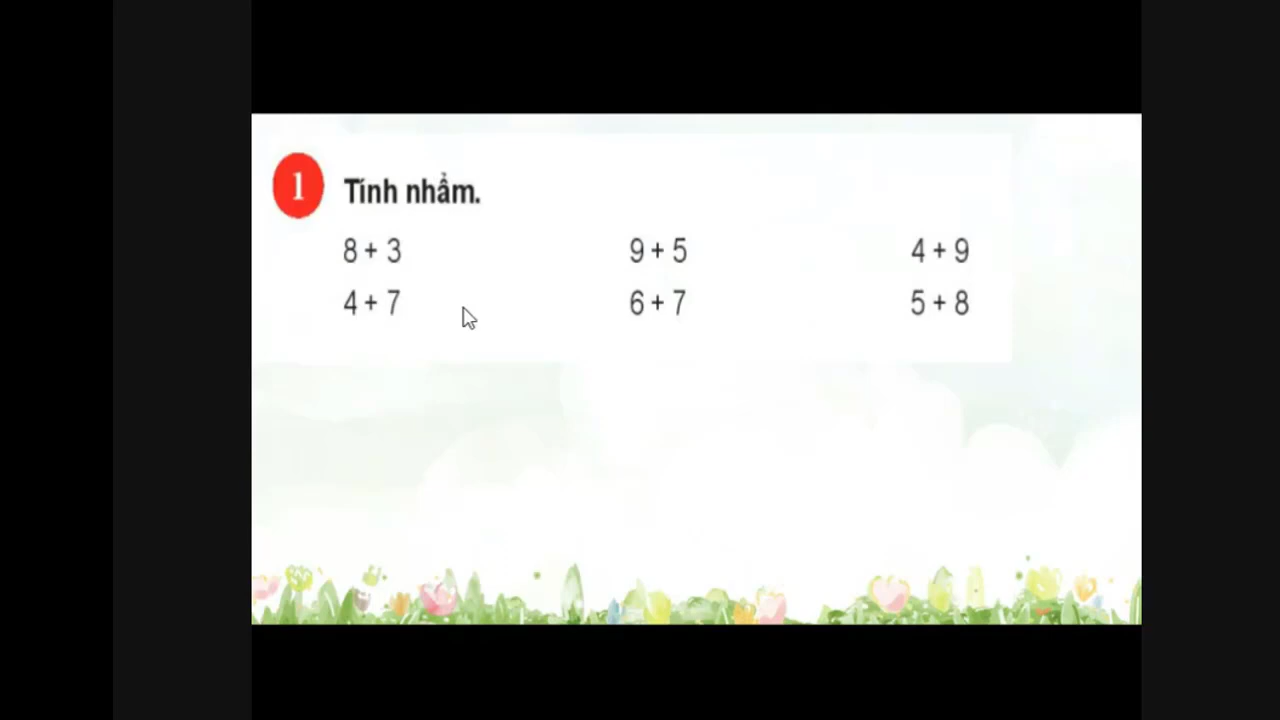 1 Tính nhẩm.
8 + 3 9 + 5 4 + 9
4 + 7 6 + 7 5 + 8